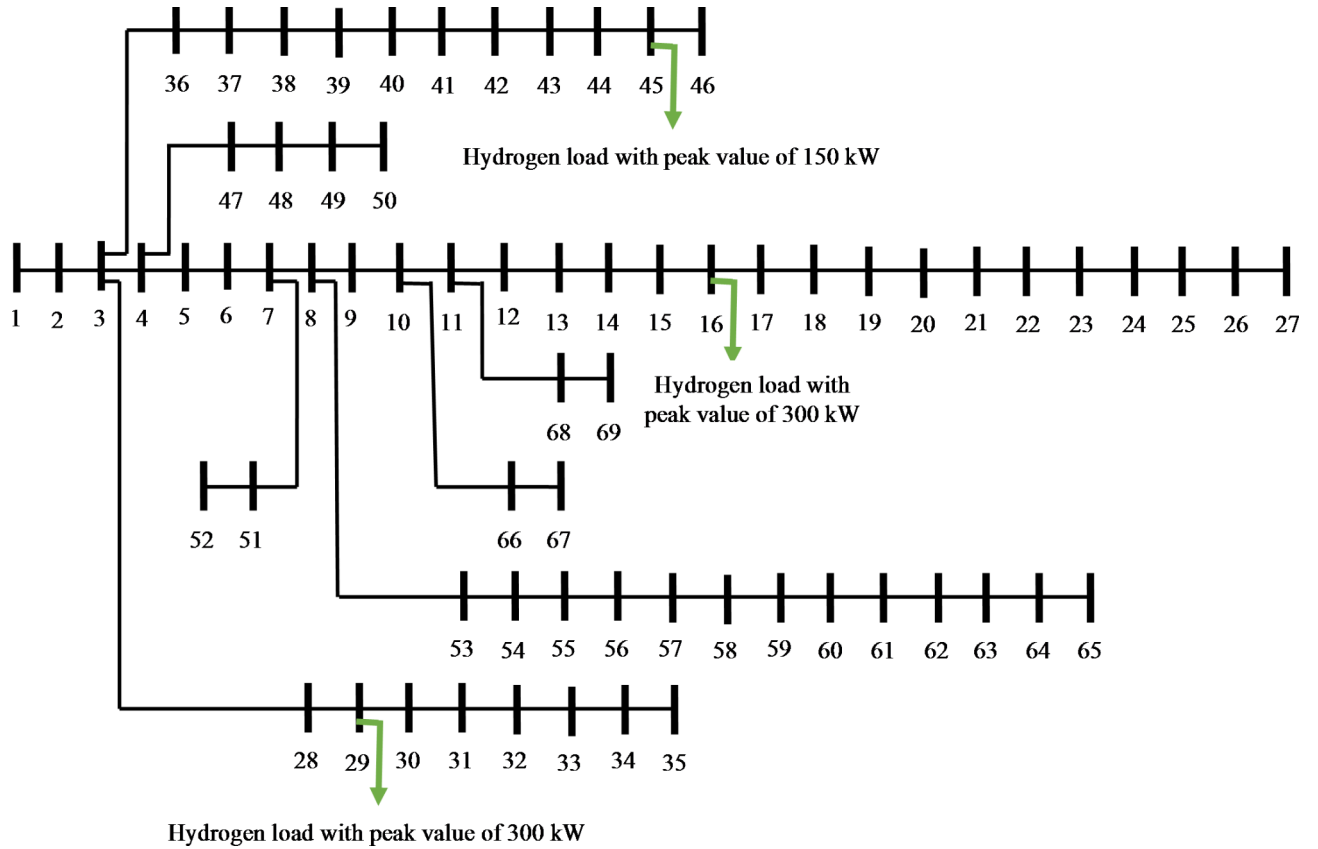 36 37 38 39 40 41 42 43 44 45 46
Hydrogen load with peak value of 150 kW
47 48 49 50
1 2 3 4 5 6 7 8 9 10 11 12 13 14 15 16 17 18 19 20 21 22 23 24 25 26 27
Hydrogen load with
peak value of 300 kW
68 69
52 51 66 67
53 54 55 56 57 58 59 60 61 62 63 64 65
28 29 30 31 32 33 34 35
Hydrogen load with peak value of 300 kW